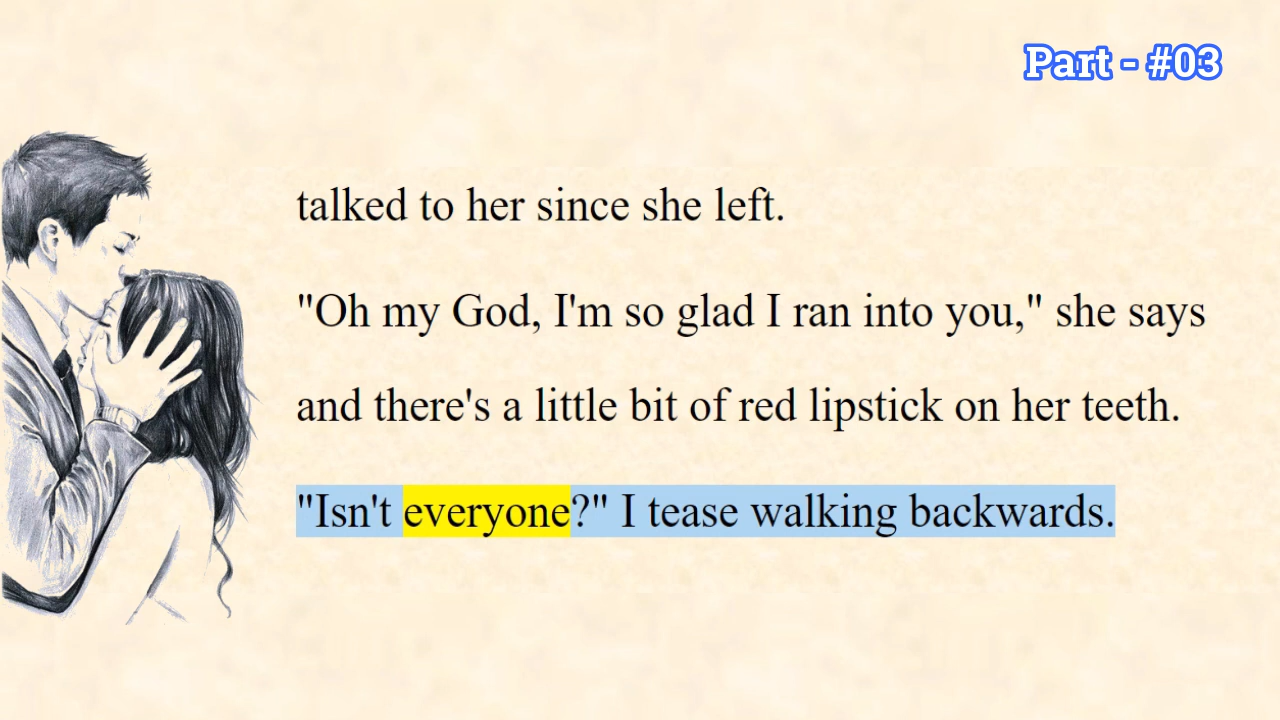 Part - #03
talked to her since she left.
"Oh my God, I'm so glad I ran into you," she says
and there's a little bit of red lipstick on her teeth.
"Isn't everyone?" I tease walking backwards.